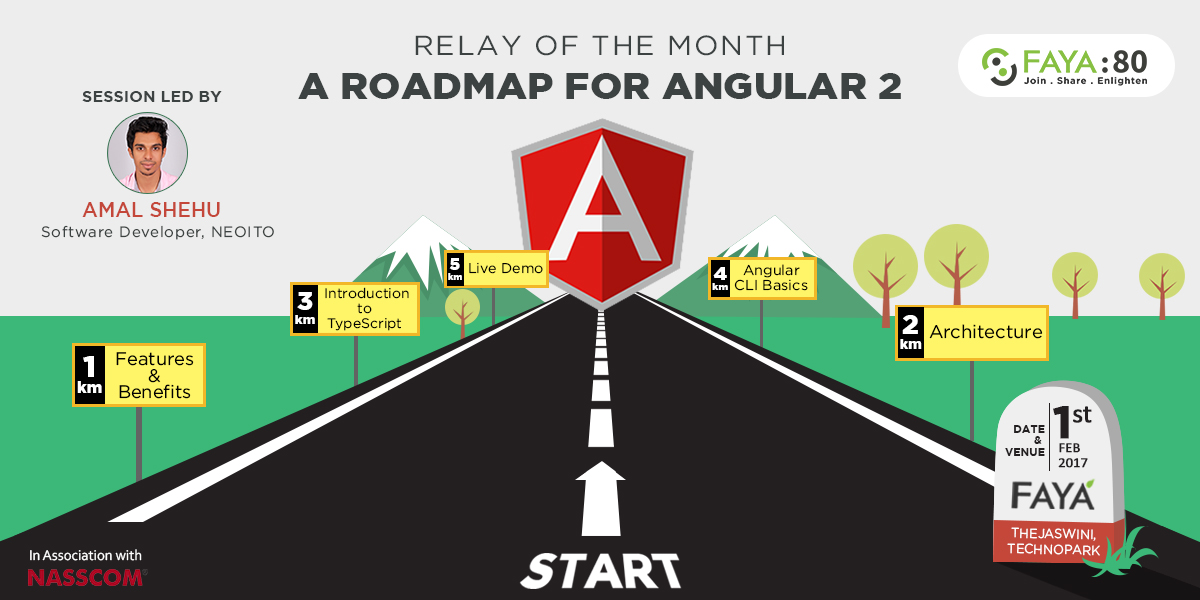 RELAY OF THE MONTH
A ROADMAP FOR ANGULAR 2
FAYA:80
Join . Share . Enlighten
SESSION LED BY
AMAL SHEHU
Software Developer, NEOITO
A
5
km
Live Demo
4
km
Angular
CLI Basics
3
km
Introduction
to
TypeScript
2
km
Architecture
1
km
Features
&
Benefits
DATE
&
VENUE
1st
FEB
2017
FAYA
THEJASWINI,
TECHNOPARK
In Association with
NASSCOM®
START